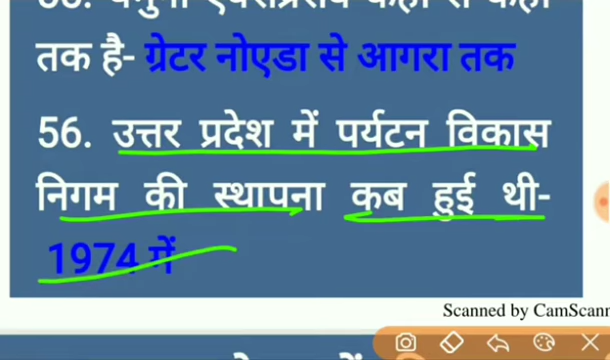 तक है- ग्रेटर नोएडा से आगरा तक
56. उत्तर प्रदेश में पर्यटन विकास
निगम की स्थापना कब हुई थी-
1974 में
Scanned by CamScann